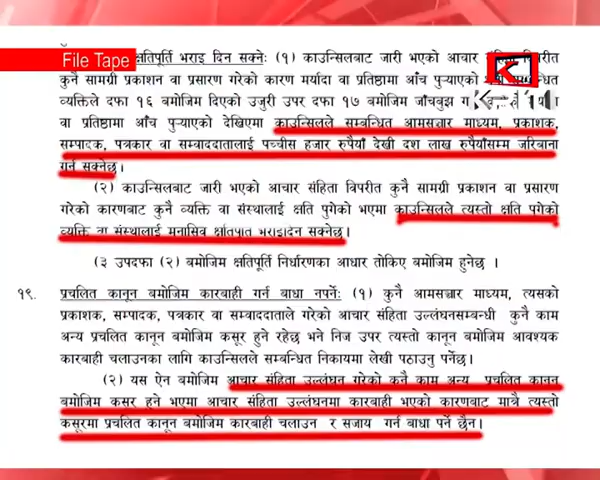 File Tape
क्षतिपूर्ति भराइ दिन सक्नेः (१) काउन्सिलबाट जारी भएको आचार संहिता विपरीत
कुनै सामग्री प्रकाशन वा प्रसारण गरेको कारण मर्यादा वा प्रतिष्ठामा आँच पुऱ्याएको
व्यक्तिले दफा १६ बमोजिम दिएको उजुरी उपर दफा १७ बमोजिम जाँचबुझ
वा प्रतिष्ठामा आँच पुऱ्याएको देखिएमा काउन्सिलले सम्बन्धित आमसञ्चार माध्यम, प्रकाशक,
सम्पादक, पत्रकार वा सम्वाददातालाई पच्चीस हजार रुपैयाँ देखी दश लाख रुपैयाँसम्म जरिबाना
गर्न सक्नेछ ।
(२) काउन्सिलबाट जारी भएको आचार संहिता विपरीत कुनै सामग्री प्रकाशन वा प्रसारण
गरेको कारणबाट कुनै व्यक्ति वा संस्थालाई क्षति पुगेको भएमा काउन्सिलले त्यस्तो क्षति पुगेको
व्यक्ति वा संस्थालाई मनासिव क्षतिपूर्ति भराइदिन सक्नेछ ।
(३ उपदफा (२) बमोजिम क्षतिपूर्ति निर्धारणका आधार तोकिए बमोजिम हुनेछ ।
१९. प्रचलित कानून बमोजिम कारबाही गर्न बाधा नपर्नेः (१) कुनै आमसञ्चार माध्यम, त्यसको
प्रकाशक, सम्पादक, पत्रकार वा सम्वाददाताले गरेको आचार संहिता उल्लंघनसम्बन्धी कुनै काम
अन्य प्रचलित कानून बमोजिम कसूर हुने रहेछ भने निज उपर त्यस्तो कानून बमोजिम आवश्यक
कारबाही चलाउनका लागि काउन्सिलले सम्बन्धित निकायमा लेखी पठाउनु पर्नेछ ।
(२) यस ऐन बमोजिम आचार संहिता उल्लंघन गरेको कुनै काम अन्य प्रचलित कानून
बमोजिम कसूर हुने भएमा आचार संहिता उल्लंघनमा कारबाही भएको कारणबाट मात्रै त्यस्तो
कसूरमा प्रचलित कानून बमोजिम कारबाही चलाउन र सजाय गर्न बाधा पर्ने छैन ।